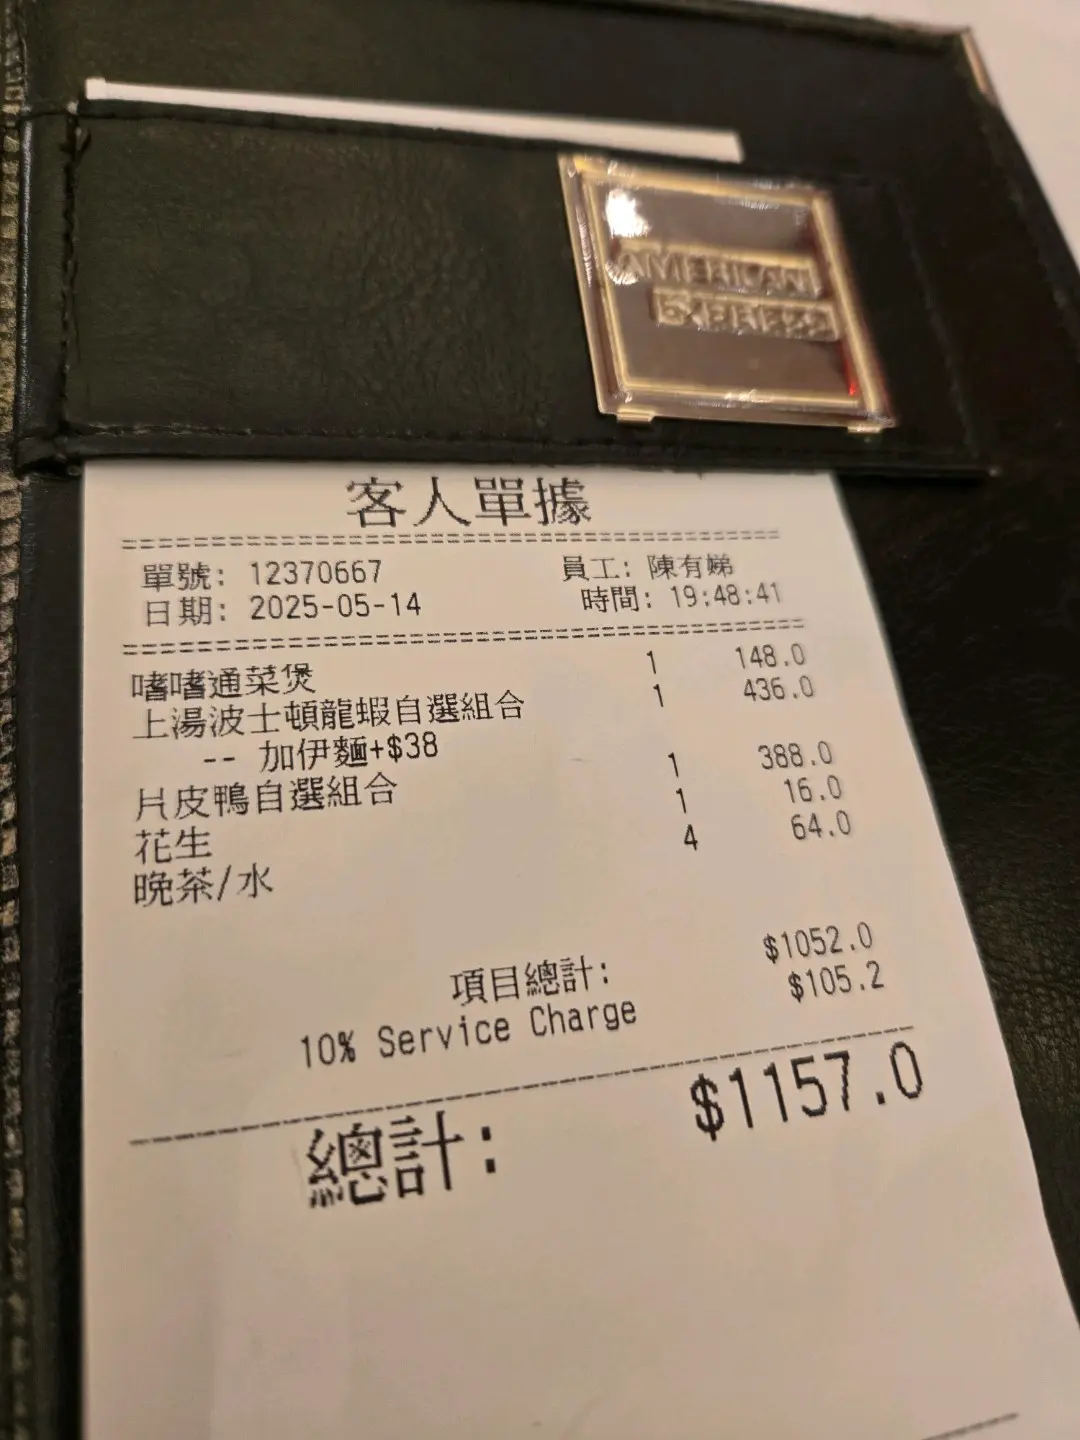 AMERICAN
EXPRESS
客人單據
單號: 12370667 員工: 陳有娣
日期: 2025-05-14 時間: 19:48:41
嗜嗜通菜煲 1 148.0
上湯波士頓龍蝦自選組合 1 436.0
-- 加伊麵+$38
片皮鴨自選組合 1 388.0
花生 1 16.0
晚茶/水 4 64.0
項目總計: $1052.0
10% Service Charge $105.2
總計: $1157.0